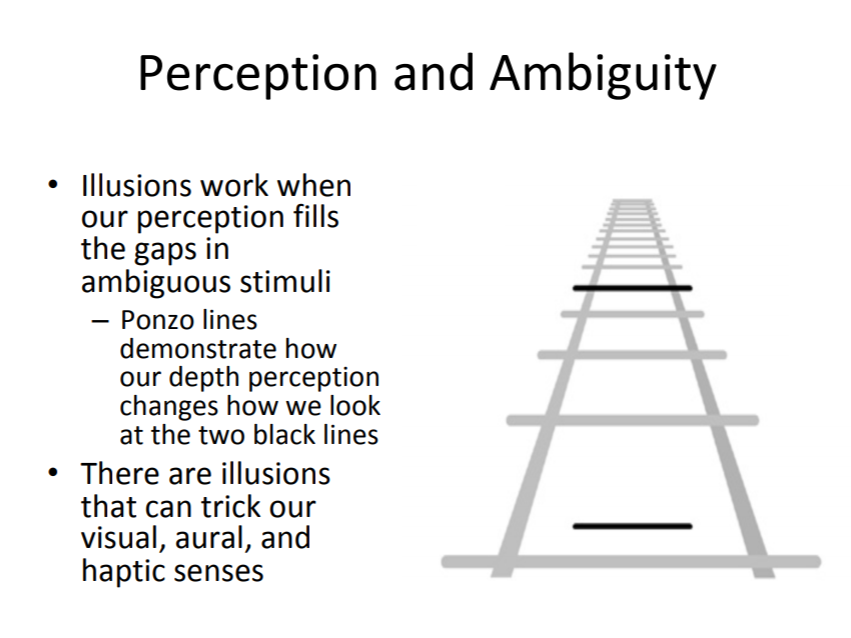 Perception and Ambiguity
• Illusions work when
our perception fills
the gaps in
ambiguous stimuli
– Ponzo lines
demonstrate how
our depth perception
changes how we look
at the two black lines
• There are illusions
that can trick our
visual, aural, and
haptic senses